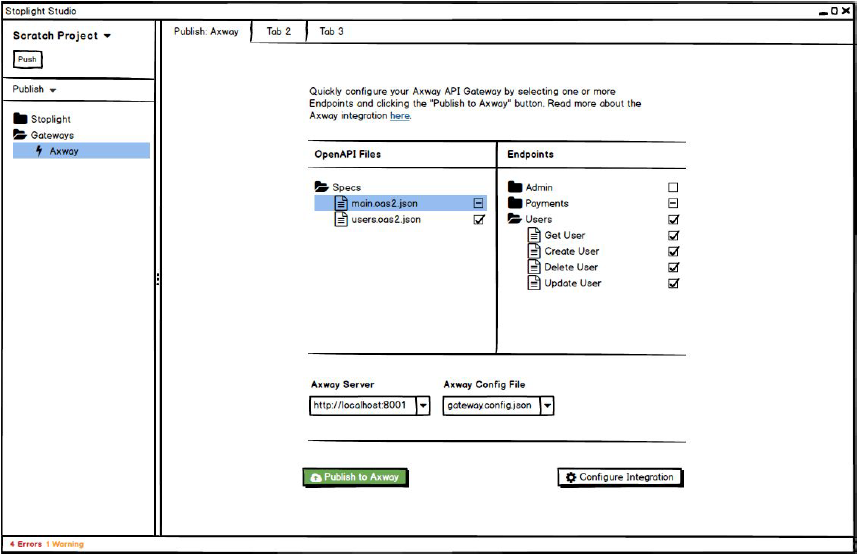 Stoplight Studio
Scratch Project
Push
Publish
Stoplight
Gateways
Axway
Publish: Axway
Tab 2
Tab 3
Quickly configure your Axway API Gateway by selecting one or more
Endpoints and clicking the "Publish to Axway" button. Read more about the
Axway integration here.
OpenAPI Files
Specs
main.oas2.json
users.oas2.json
Endpoints
Admin
Payments
Users
Get User
Create User
Delete User
Update User
Axway Server
http://localhost:8001
Axway Config File
gateway.config.json
Publish to Axway
Configure Integration
4 Errors 1 Warning